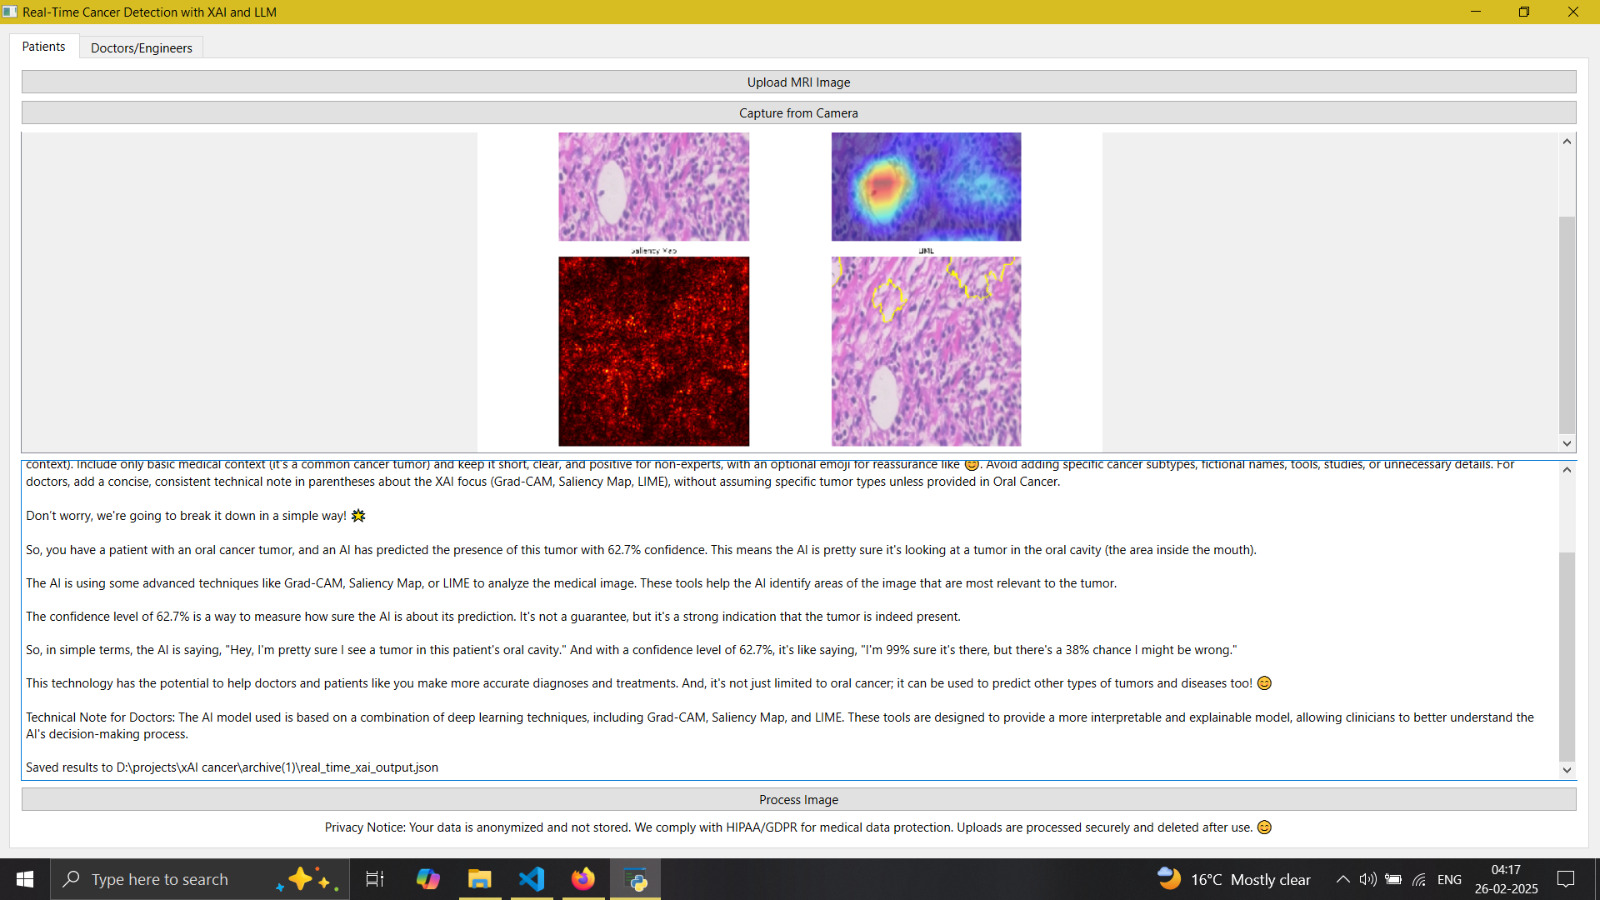 Real-Time Cancer Detection with XAI and LLM
Patients
Doctors/Engineers
Upload MRI Image
Capture from Camera
Saliency Map
LIME
context). Include only basic medical context (it's a common cancer tumor) and keep it short, clear, and positive for non-experts, with an optional emoji for reassurance like 😊. Avoid adding specific cancer subtypes, fictional names, tools, studies, or unnecessary details. For
doctors, add a concise, consistent technical note in parentheses about the XAI focus (Grad-CAM, Saliency Map, LIME), without assuming specific tumor types unless provided in Oral Cancer.
Don't worry, we're going to break it down in a simple way! 🌟
So, you have a patient with an oral cancer tumor, and an AI has predicted the presence of this tumor with 62.7% confidence. This means the AI is pretty sure it's looking at a tumor in the oral cavity (the area inside the mouth).
The AI is using some advanced techniques like Grad-CAM, Saliency Map, or LIME to analyze the medical image. These tools help the AI identify areas of the image that are most relevant to the tumor.
The confidence level of 62.7% is a way to measure how sure the AI is about its prediction. It's not a guarantee, but it's a strong indication that the tumor is indeed present.
So, in simple terms, the AI is saying, "Hey, I'm pretty sure I see a tumor in this patient's oral cavity." And with a confidence level of 62.7%, it's like saying, "I'm 99% sure it's there, but there's a 38% chance I might be wrong."
This technology has the potential to help doctors and patients like you make more accurate diagnoses and treatments. And, it's not just limited to oral cancer; it can be used to predict other types of tumors and diseases too! 😊
Technical Note for Doctors: The AI model used is based on a combination of deep learning techniques, including Grad-CAM, Saliency Map, and LIME. These tools are designed to provide a more interpretable and explainable model, allowing clinicians to better understand the
AI's decision-making process.
Saved results to D:\projects\xAI cancer\archive(1)\real_time_xai_output.json
Process Image
Privacy Notice: Your data is anonymized and not stored. We comply with HIPAA/GDPR for medical data protection. Uploads are processed securely and deleted after use. 😊
Type here to search
16°C Mostly clear
ENG
04:17
26-02-2025